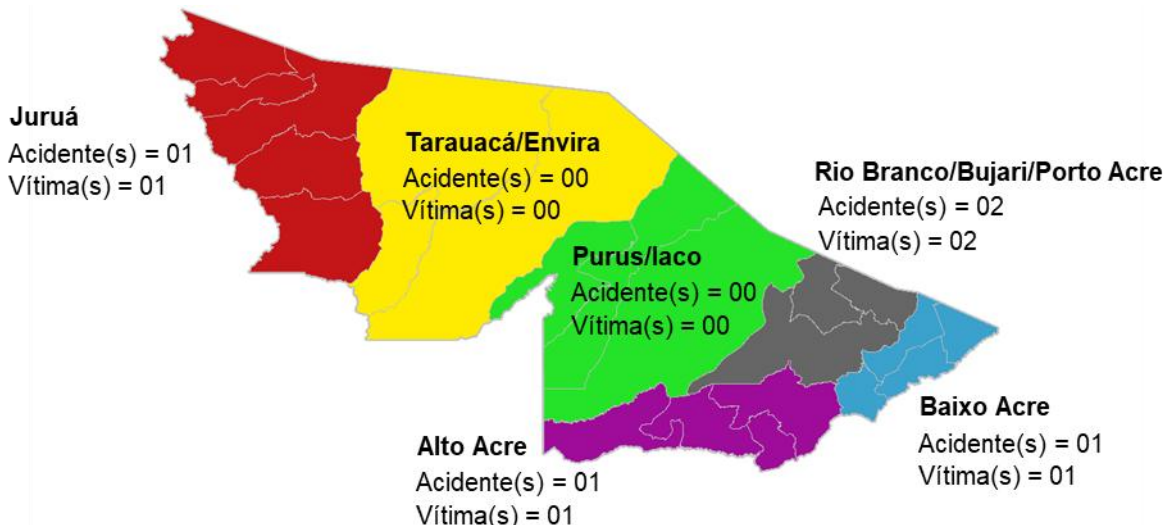 Juruá
Acidente(s) = 01
Vítima(s) = 01
Tarauacá/Envira
Acidente(s) = 00
Vítima(s) = 00
Rio Branco/Bujari/Porto Acre
Acidente(s) = 02
Vítima(s) = 02
Purus/Iaco
Acidente(s) = 00
Vítima(s) = 00
Baixo Acre
Acidente(s) = 01
Vítima(s) = 01
Alto Acre
Acidente(s) = 01
Vítima(s) = 01